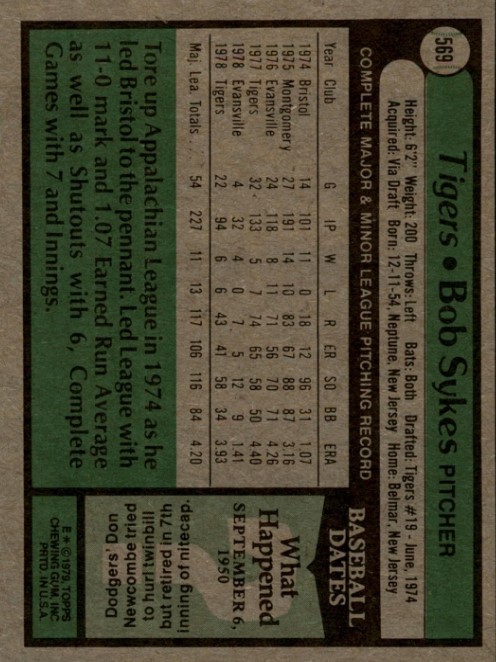 569
Tigers • Bob Sykes PITCHER
Height: 6'2" Weight: 200 Throws: Left Bats: Both Drafted: Tigers #19 - June, 1974
Acquired: Via Draft Born: 12-11-54, Neptune, New Jersey Home: Belmar, New Jersey
COMPLETE MAJOR & MINOR LEAGUE PITCHING RECORD
Year Club G IP W L R ER SO BB ERA
1974 Bristol 14 101 11 0 18 12 96 31 1.07
1975 Montgomery 27 191 14 10 83 67 88 87 3.16
1976 Evansville 24 118 8 11 71 56 70 71 4.26
1977 Tigers 32 133 5 7 74 65 58 50 4.40
1978 Evansville 4 32 4 0 7 5 12 9 1.41
1978 Tigers 22 94 6 6 43 41 58 34 3.93
Maj. Lea. Totals 54 227 11 13 117 106 116 84 4.20
Tore up Appalachian League in 1974 as he
led Bristol to the pennant. Led League with
11-0 mark and 1.07 Earned Run Average
as well as Shutouts with 6, Complete
Games with 7 and Innings.
BASEBALL
DATES
What
Happened
SEPTEMBER 6,
1950
Dodgers, Don
Newcombe tried
to hurl twinbill
but retired in 7th
inning of nitecap.
E * © 1979, TOPPS
CHEWING GUM, INC.
PRTD. IN U.S.A.